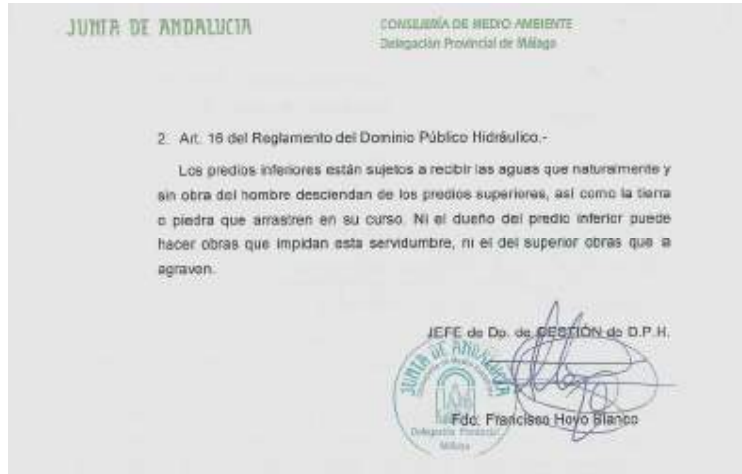 JUNTA DE ANDALUCIA
CONSEJERÍA DE MEDIO AMBIENTE
Delegación Provincial de Málaga
2. Art. 16 del Reglamento del Dominio Público Hidráulico.-
Los predios inferiores están sujetos a recibir las aguas que naturalmente y
sin obra del hombre desciendan de los predios superiores, así como la tierra
o piedra que arrastren en su curso. Ni el dueño del predio inferior puede
hacer obras que impidan esta servidumbre, ni el del superior obras que a
agraven.
JEFE de Dp. de GESTIÓN de D.P.H.
JUNTA DE ANDALUCIA
Delegación Provincial
Málaga
Fdo: Francisco Hoyo Blanco